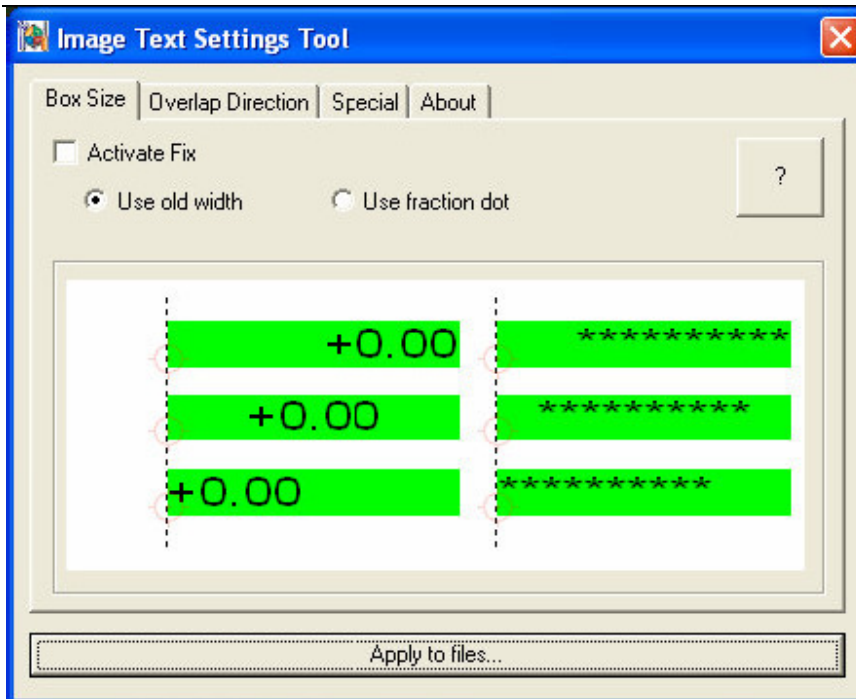 Image Text Settings Tool
Box Size Overlap Direction Special About
Activate Fix
?
Use old width Use fraction dot
+0.00 **********
+0.00 **********
+0.00 **********
Apply to files...